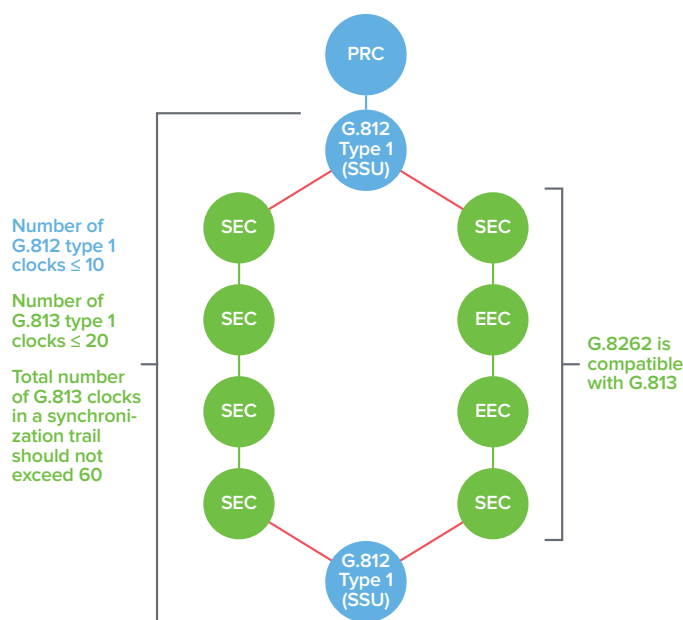 PRC
G.812
Type 1
(SSU)
SEC
SEC
Number of
G.812 type 1
clocks ≤ 10
SEC
EEC
Number of
G.813 type 1
clocks ≤ 20
G.8262 is
compatible
with G.813
Total number
of G.813 clocks
in a synchroni-
zation trail
should not
exceed 60
SEC
EEC
SEC
SEC
G.812
Type 1
(SSU)